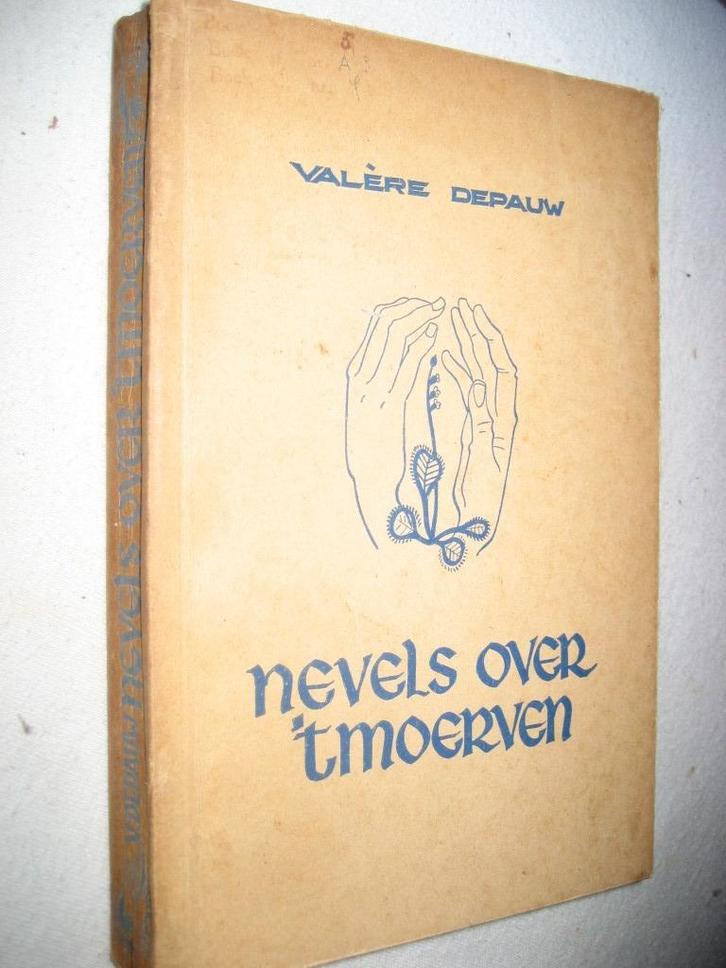 VALÈRE DEPAUW
nevels over
'tmoerven
V. DEPAUW nevels over 'tmoerven